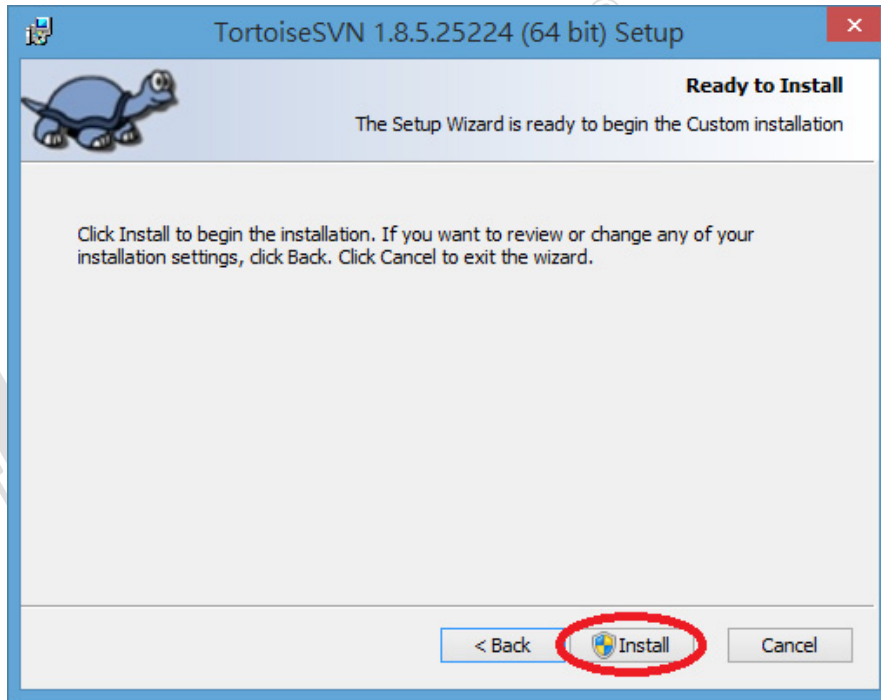 TortoiseSVN 1.8.5.25224 (64 bit) Setup
Ready to Install
The Setup Wizard is ready to begin the Custom installation
Click Install to begin the installation. If you want to review or change any of your
installation settings, click Back. Click Cancel to exit the wizard.
< Back Install Cancel